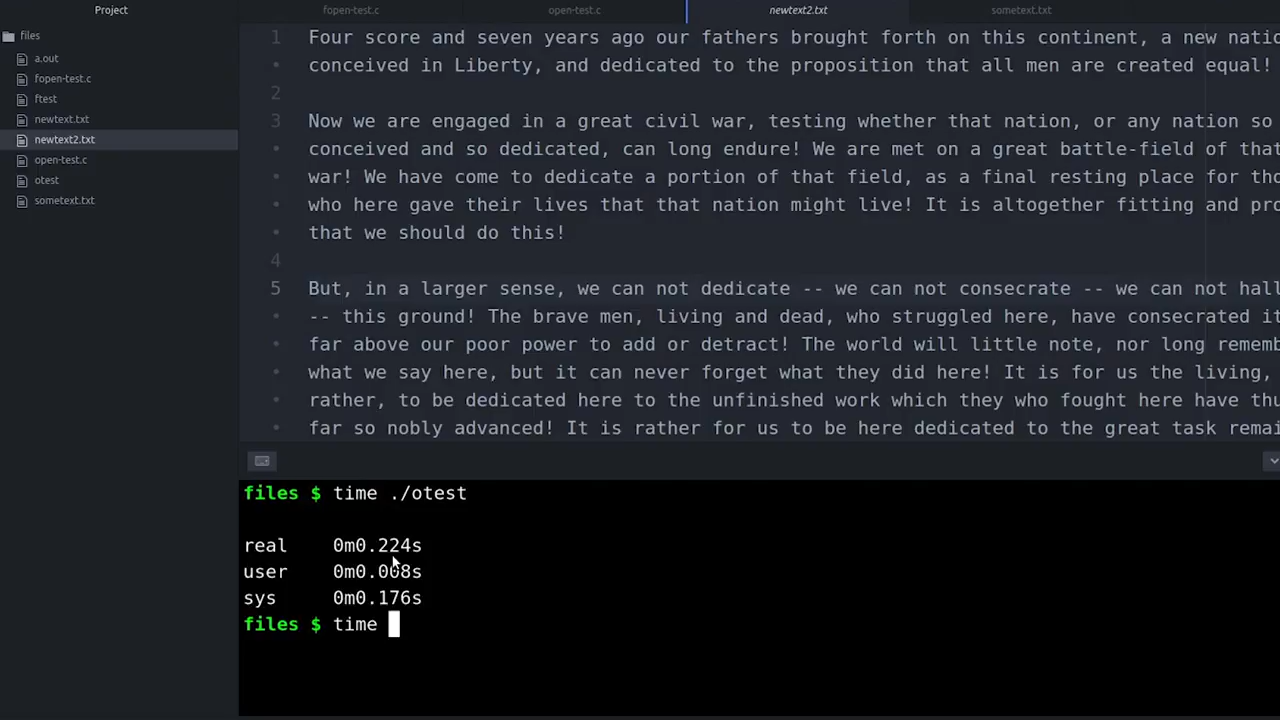 Project
fopen-test.c
open-test.c
newtext2.txt
sometext.txt
files
a.out
fopen-test.c
ftest
newtext.txt
newtext2.txt
open-test.c
otest
sometext.txt
1 Four score and seven years ago our fathers brought forth on this continent, a new
conceived in Liberty, and dedicated to the proposition that all men are created equal!
2
3 Now we are engaged in a great civil war, testing whether that nation, or any nation so
conceived and so dedicated, can long endure! We are met on a great battle-field of that
war! We have come to dedicate a portion of that field, as a final resting place for
who here gave their lives that that nation might live! It is altogether fitting and
that we should do this!
4
5 But, in a larger sense, we can not dedicate -- we can not consecrate -- we can not
-- this ground! The brave men, living and dead, who struggled here, have consecrated it
far above our poor power to add or detract! The world will little note, nor long
what we say here, but it can never forget what they did here! It is for us the living,
rather, to be dedicated here to the unfinished work which they who fought here have
far so nobly advanced! It is rather for us to be here dedicated to the great task
files $ time ./otest
real 0m0.224s
user 0m0.008s
sys 0m0.176s
files $ time